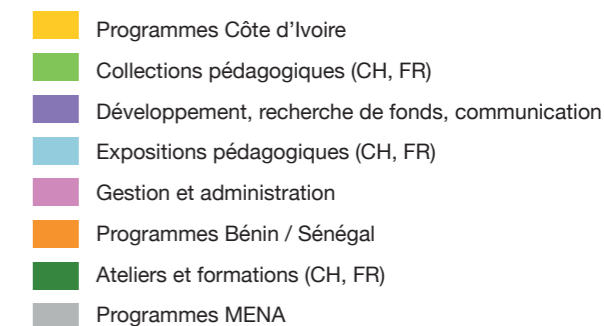 Programmes Côte d’Ivoire
Collections pédagogiques (CH, FR)
Développement, recherche de fonds, communication
Expositions pédagogiques (CH, FR)
Gestion et administration
Programmes Bénin / Sénégal
Ateliers et formations (CH, FR)
Programmes MENA